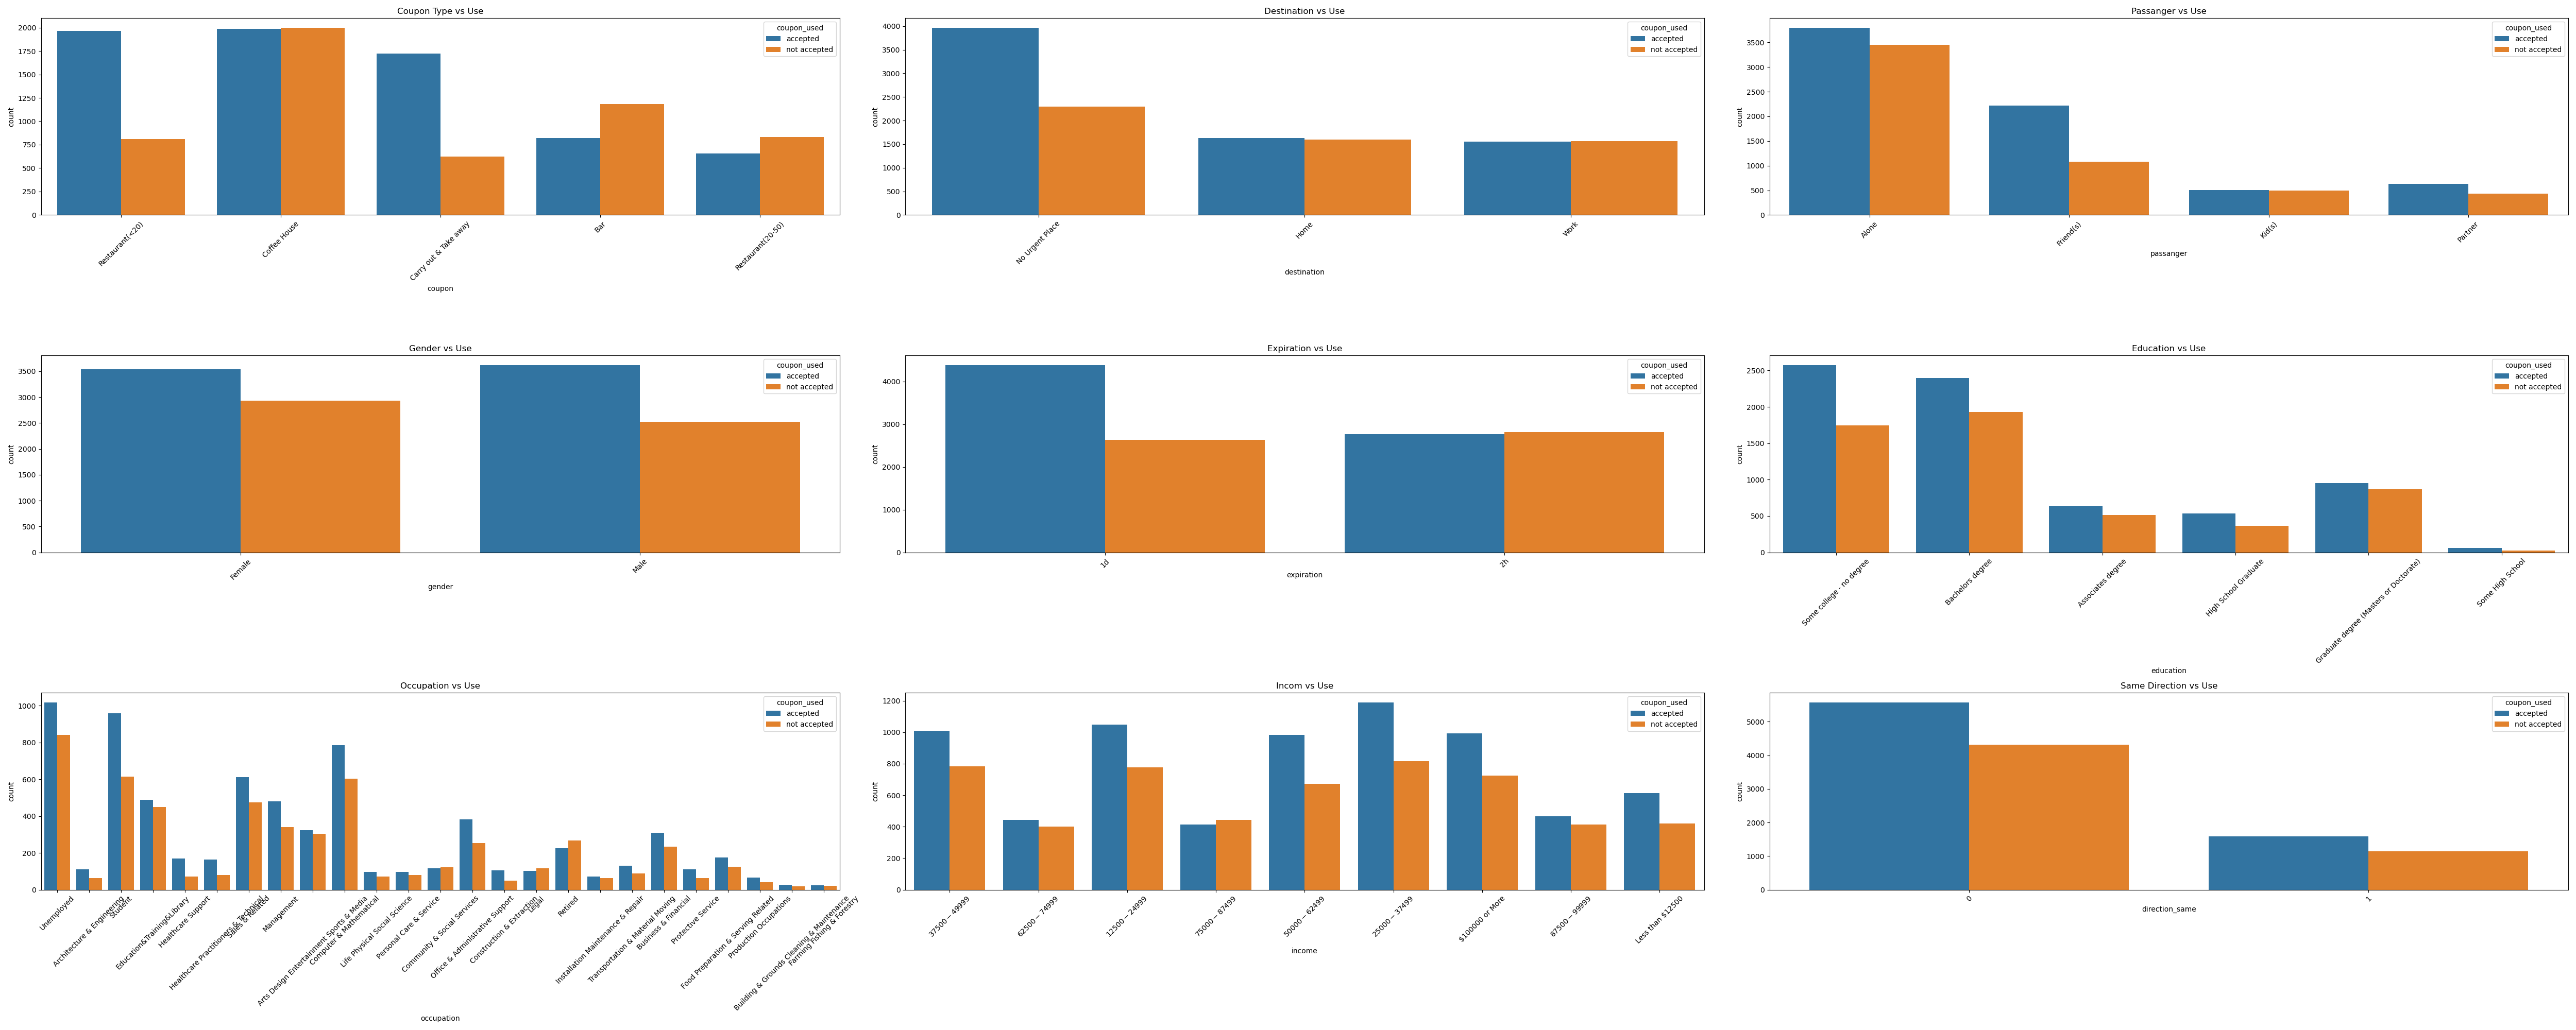 Coupon Type vs Use
count
2000
1750
1500
1250
1000
750
500
250
0
coupon_used
accepted
not accepted
Restaurant(<20)
Coffee House
Carry out & Take away
Bar
Restaurant(20-50)
coupon
Destination vs Use
count
4000
3500
3000
2500
2000
1500
1000
500
0
coupon_used
accepted
not accepted
No Urgent Place
Home
Work
destination
Passanger vs Use
count
3500
3000
2500
2000
1500
1000
500
0
coupon_used
accepted
not accepted
Alone
Friend(s)
Kid(s)
Partner
passanger
Gender vs Use
count
3500
3000
2500
2000
1500
1000
500
0
coupon_used
accepted
not accepted
Female
Male
gender
Expiration vs Use
count
4000
3000
2000
1000
0
coupon_used
accepted
not accepted
1d
2h
expiration
Education vs Use
count
2500
2000
1500
1000
500
0
coupon_used
accepted
not accepted
Some college - no degree
Bachelors degree
Associates degree
High School Graduate
Graduate degree (Masters or Doctorate)
Some High School
education
Occupation vs Use
count
1000
800
600
400
200
0
coupon_used
accepted
not accepted
Unemployed
Architecture & Engineering
Student
Education&Training&Library
Healthcare Support
Healthcare Practitioners & Technical
Sales & Related
Management
Arts Design Entertainment Sports & Media
Computer & Mathematical
Life Physical Social Science
Personal Care & Service
Community & Social Services
Office & Administrative Support
Construction & Extraction
Legal
Retired
Installation Maintenance & Repair
Transportation & Material Moving
Business & Financial
Protective Service
Food Preparation & Serving Related
Production Occupations
Building & Grounds Cleaning & Maintenance
Farming Fishing & Forestry
occupation
Incom vs Use
count
1200
1000
800
600
400
200
0
coupon_used
accepted
not accepted
37500 - 49999
62500 - 74999
12500 - 24999
75000 - 87499
50000 - 62499
25000 - 37499
$100000 or More
87500 - 99999
Less than $12500
income
Same Direction vs Use
count
5000
4000
3000
2000
1000
0
coupon_used
accepted
not accepted
0
1
direction_same